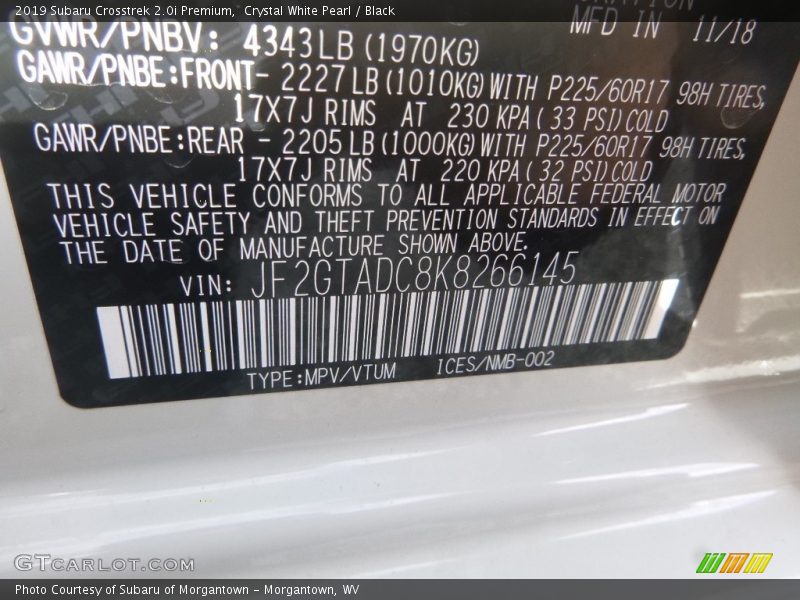 2019 Subaru Crosstrek 2.0i Premium, Crystal White Pearl / Black
MFD IN 11/18
GVWR/PNBV: 4343LB (1970KG)
GAWR/PNBE:FRONT- 2227 LB (1010KG) WITH P225/60R17 98H TIRES,
17X7J RIMS AT 230 KPA ( 33 PSI) COLD
GAWR/PNBE:REAR - 2205 LB (1000KG) WITH P225/60R17 98H TIRES,
17X7J RIMS AT 220 KPA ( 32 PSI) COLD
THIS VEHICLE CONFORMS TO ALL APPLICABLE FEDERAL MOTOR
VEHICLE SAFETY AND THEFT PREVENTION STANDARDS IN EFFECT ON
THE DATE OF MANUFACTURE SHOWN ABOVE.
VIN: JF2GTADC8K8266145
TYPE:MPV/VTUM ICES/NMB-002
GTCARLOT.COM
Photo Courtesy of Subaru of Morgantown - Morgantown, WV